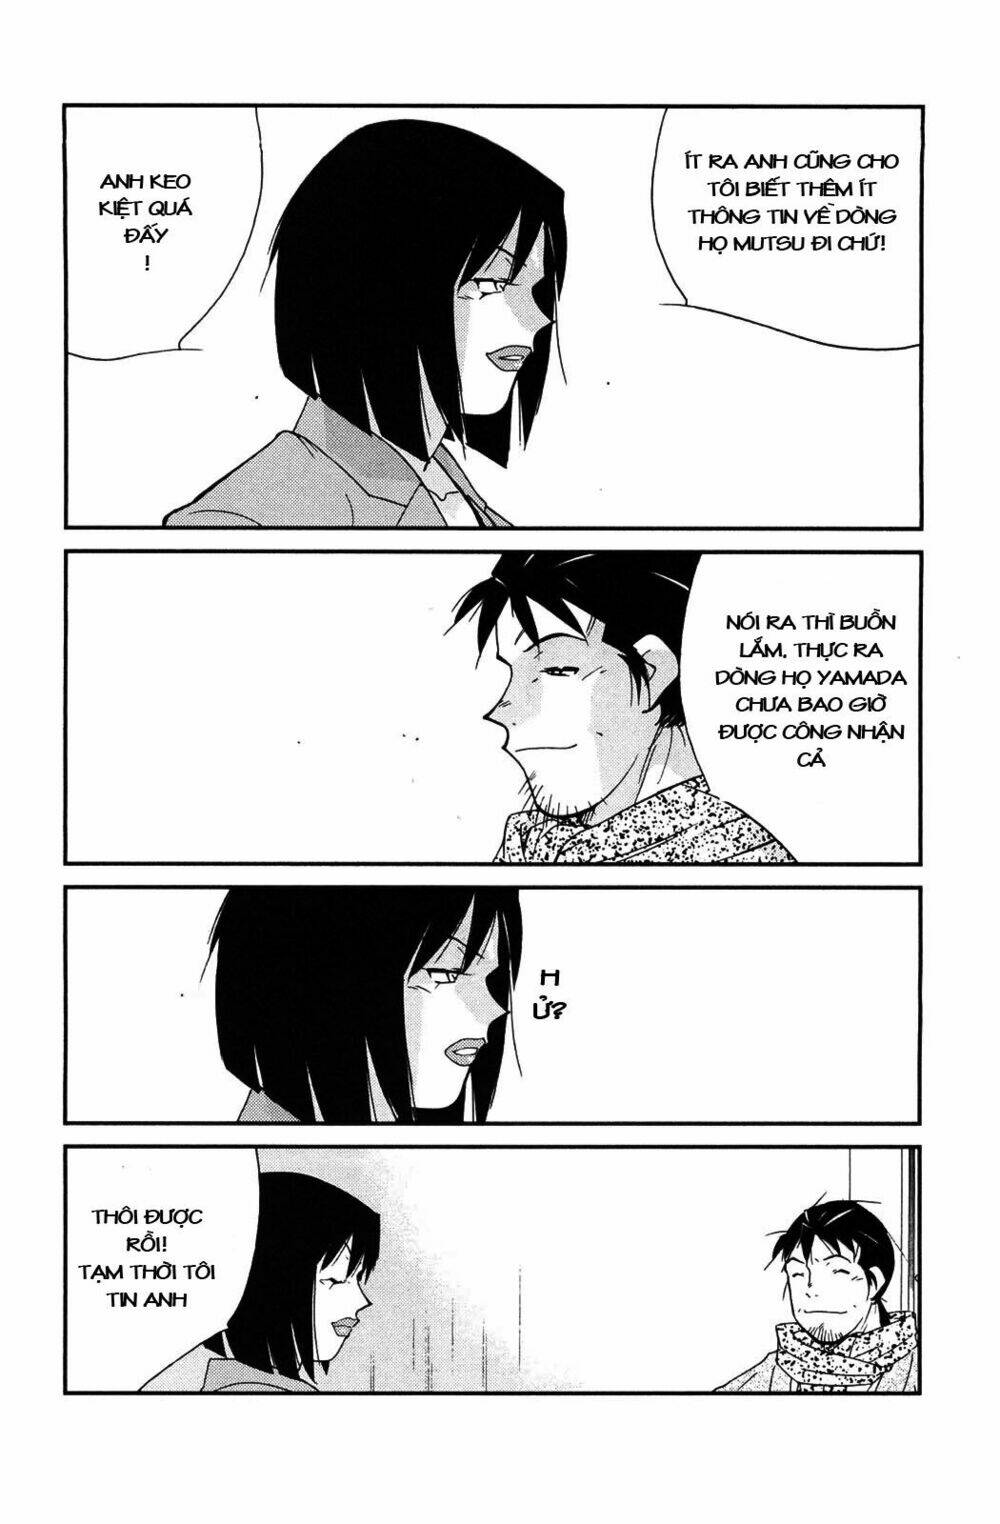 ANH KEO
KIỆT QUÁ
ĐẤY
!
ÍT RA ANH CŨNG CHO
TÔI BIẾT THÊM ÍT
THÔNG TIN VỀ DÒNG
HỌ MUTSU ĐI CHỨ!
NÓI RA THÌ BUỒN
LẮM. THỰC RA
DÒNG HỌ YAMADA
CHƯA BAO GIỜ
ĐƯỢC CÔNG NHẬN
CẢ
H
Ử?
THÔI ĐƯỢC
RỒI!
TẠM THỜI TÔI
TIN ANH